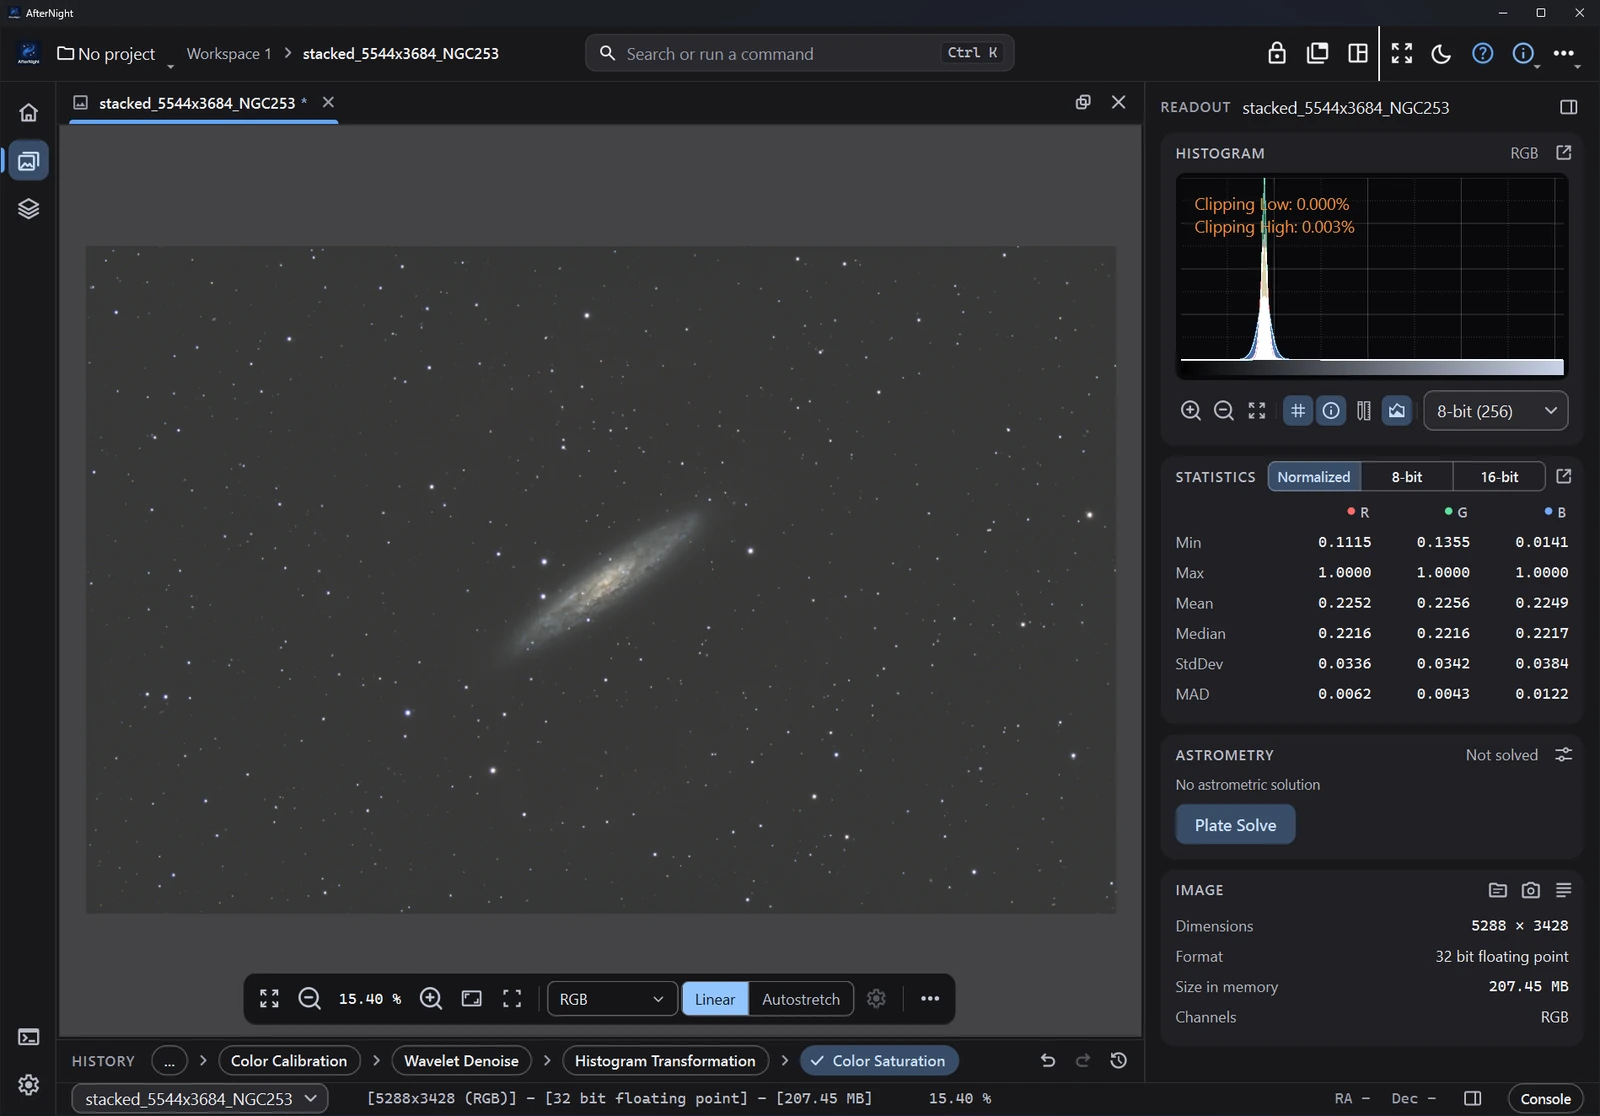 AfterNight
AfterNight
No project
Workspace 1
stacked_5544x3684_NGC253
Search or run a command
Ctrl K
stacked_5544x3684_NGC253 *
READOUT stacked_5544x3684_NGC253
HISTOGRAM RGB
Clipping Low: 0.000%
Clipping High: 0.003%
8-bit (256)
STATISTICS Normalized 8-bit 16-bit
R G B
Min 0.1115 0.1355 0.0141
Max 1.0000 1.0000 1.0000
Mean 0.2252 0.2256 0.2249
Median 0.2216 0.2216 0.2217
StdDev 0.0336 0.0342 0.0384
MAD 0.0062 0.0043 0.0122
ASTROMETRY Not solved
No astrometric solution
Plate Solve
IMAGE
Dimensions 5288 × 3428
Format 32 bit floating point
Size in memory 207.45 MB
Channels RGB
15.40 % RGB Linear Autostretch
HISTORY ... Color Calibration Wavelet Denoise Histogram Transformation Color Saturation
stacked_5544x3684_NGC253 [5288x3428 (RGB)] – [32 bit floating point] – [207.45 MB] 15.40 % RA – Dec – Console